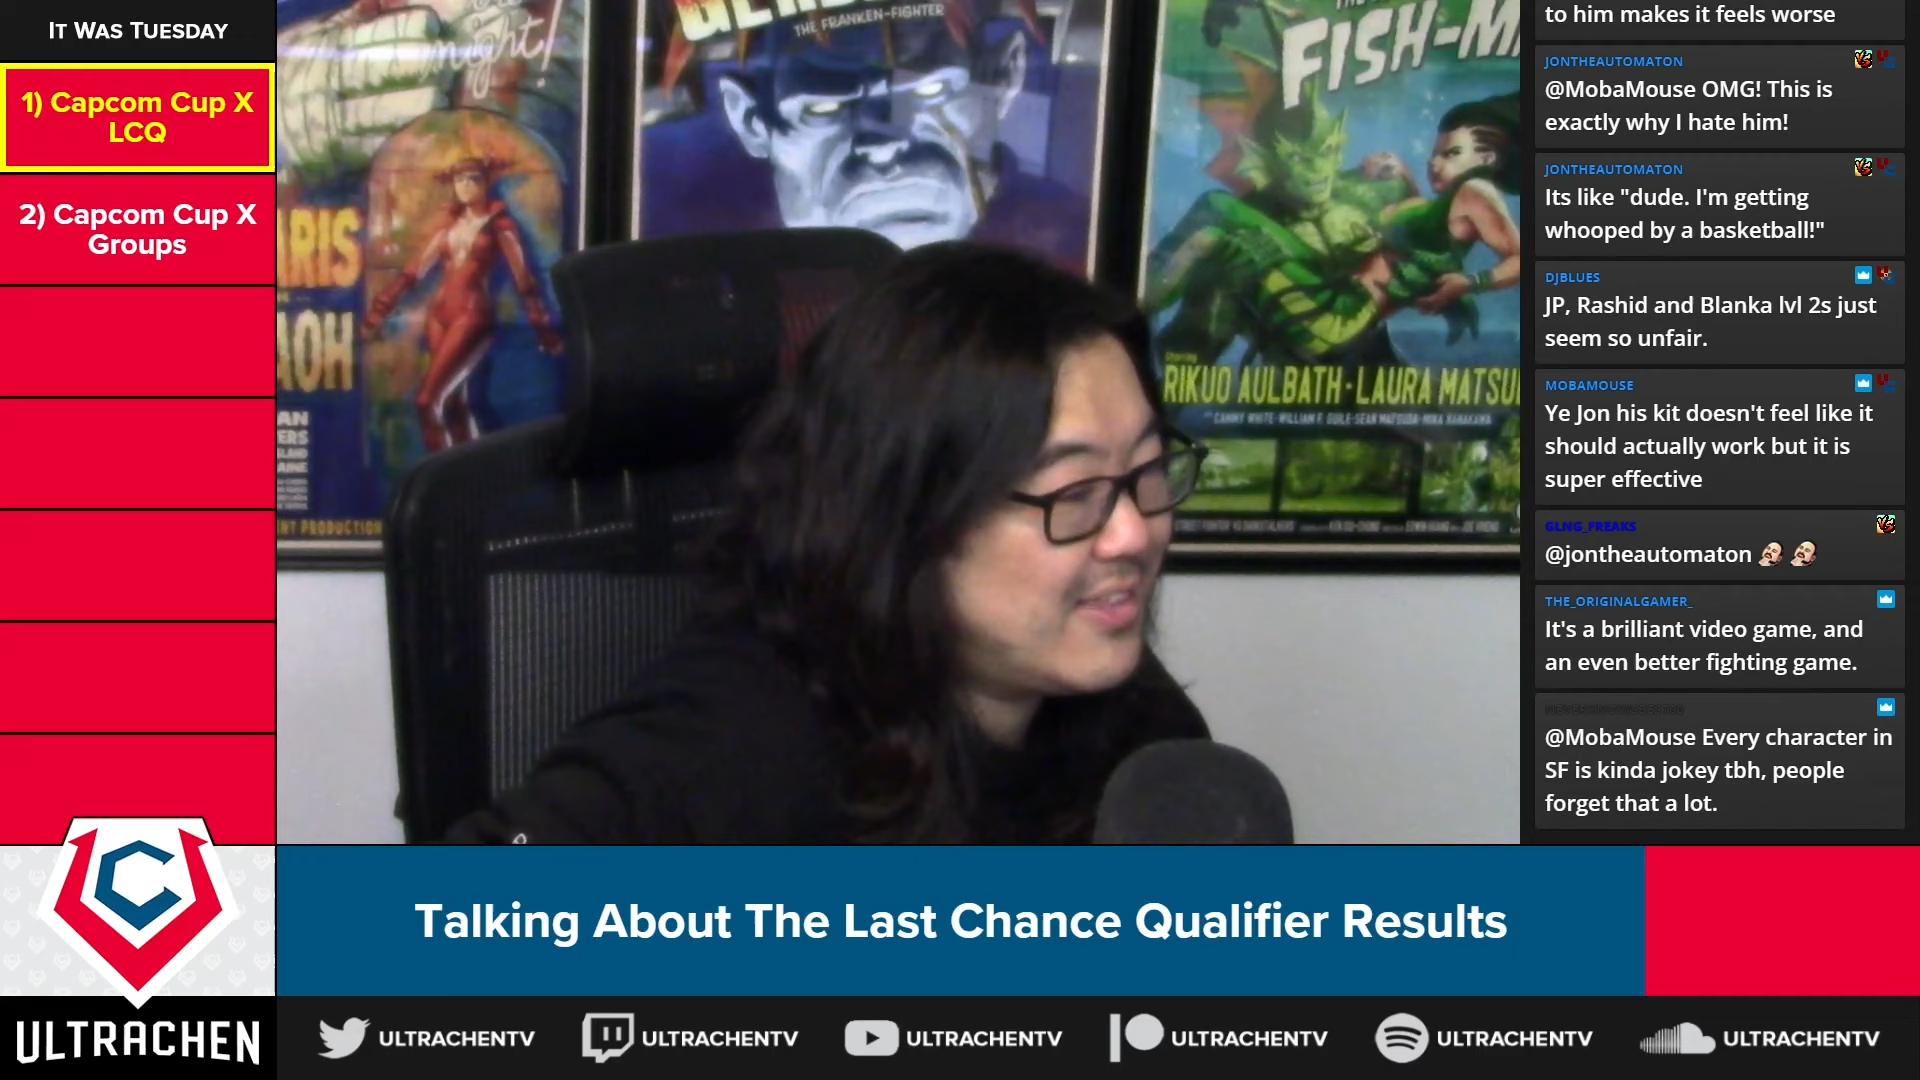 IT WAS TUESDAY
1) Capcom Cup X
LCQ
2) Capcom Cup X
Groups
night!
ARIS
AOH
THE FRANKEN-FIGHTER
FISH-M
Starring
RIKUO AULBATH · LAURA MATSU
to him makes it feels worse
JONTHEAUTOMATON
@MobaMouse OMG! This is
exactly why I hate him!
JONTHEAUTOMATON
Its like "dude. I'm getting
whooped by a basketball!"
DJBLUES
JP, Rashid and Blanka lvl 2s just
seem so unfair.
MOBAMOUSE
Ye Jon his kit doesn't feel like it
should actually work but it is
super effective
GLNG_FREAKS
@jontheautomaton
THE_ORIGINALGAMER_
It's a brilliant video game, and
an even better fighting game.
@MobaMouse Every character in
SF is kinda jokey tbh, people
forget that a lot.
Talking About The Last Chance Qualifier Results
ULTRACHEN
ULTRACHENTV
ULTRACHENTV
ULTRACHENTV
ULTRACHENTV
ULTRACHENTV
ULTRACHENTV